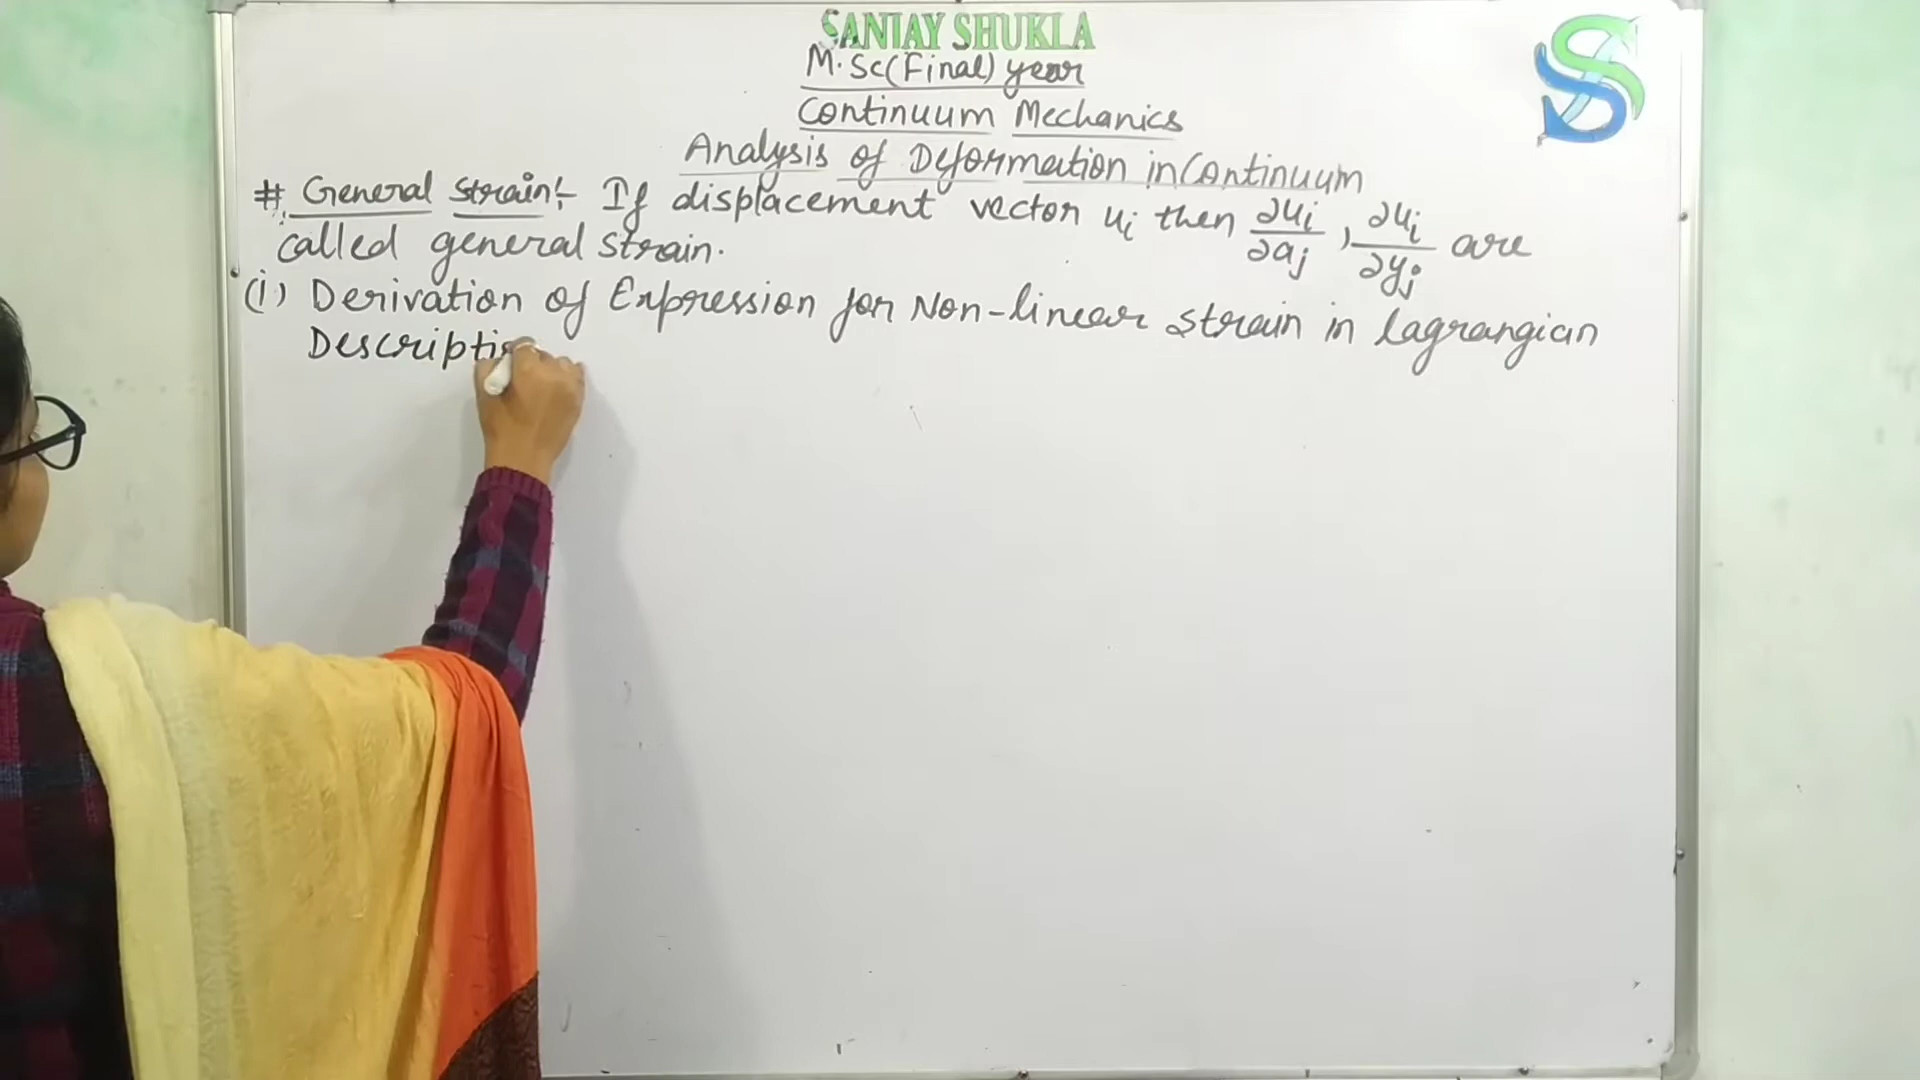 SANJAY SHUKLA
M.Sc(Final) year
Continuum Mechanics
Analysis of Deformation in Continuum
# General Strain:- If displacement vector ui then ∂ui/∂aj, ∂ui/∂yj are
called general strain.
(i) Derivation of Expression for Non-linear strain in lagrangian
Descriptio